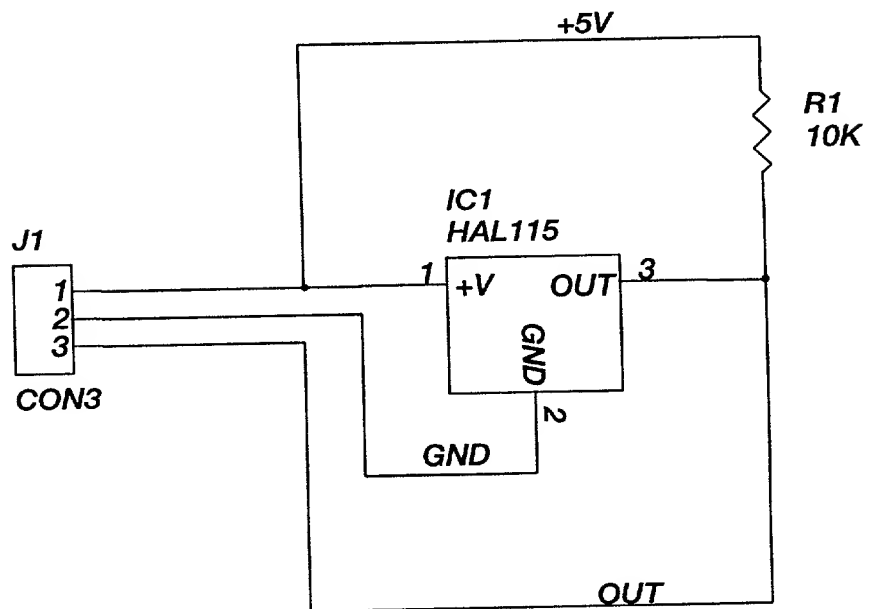 +5V
R1
10K
IC1
HAL115
J1
1
2
3
CON3
1
+V
OUT
3
GND
2
GND
OUT